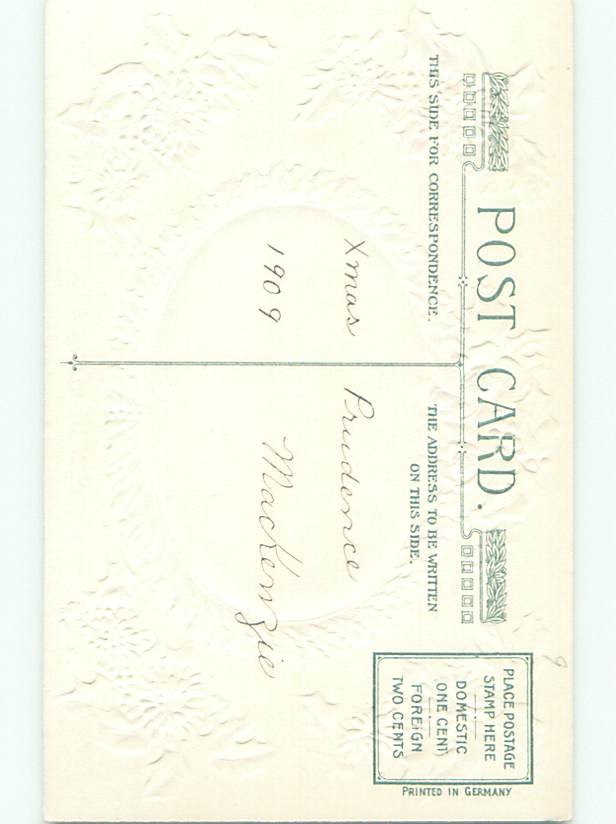 POST CARD.
THIS SIDE FOR CORRESPONDENCE.
THE ADDRESS TO BE WRITTEN
ON THIS SIDE.
PLACE POSTAGE
STAMP HERE
DOMESTIC
ONE CENT
FOREIGN
TWO CENTS
PRINTED IN GERMANY
9
Xmas
1909
Prudence
MacKenzie